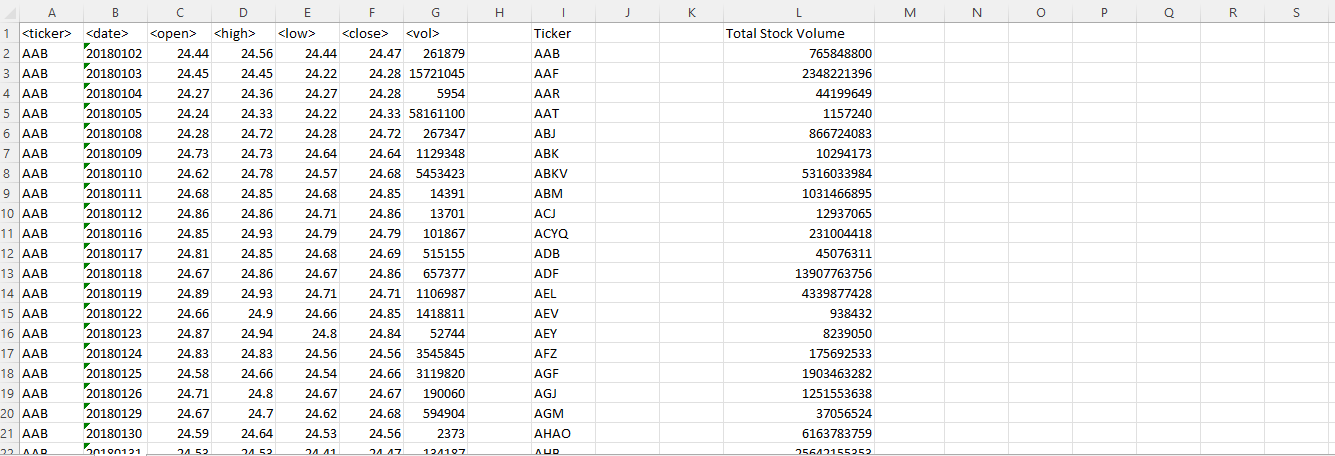 A B C D E F G H I J K L M N O P Q R S
1 <ticker> <date> <open> <high> <low> <close> <vol> Ticker Total Stock Volume
2 AAB 20180102 24.44 24.56 24.44 24.47 261879 AAB 765848800
3 AAB 20180103 24.45 24.45 24.22 24.28 15721045 AAF 2348221396
4 AAB 20180104 24.27 24.36 24.27 24.28 5954 AAR 44199649
5 AAB 20180105 24.24 24.33 24.22 24.33 58161100 AAT 1157240
6 AAB 20180108 24.28 24.72 24.28 24.72 267347 ABJ 866724083
7 AAB 20180109 24.73 24.73 24.64 24.64 1129348 ABK 10294173
8 AAB 20180110 24.62 24.78 24.57 24.68 5453423 ABKV 5316033984
9 AAB 20180111 24.68 24.85 24.68 24.85 14391 ABM 1031466895
10 AAB 20180112 24.86 24.86 24.71 24.86 13701 ACJ 12937065
11 AAB 20180116 24.85 24.93 24.79 24.79 101867 ACYQ 231004418
12 AAB 20180117 24.81 24.85 24.68 24.69 515155 ADB 45076311
13 AAB 20180118 24.67 24.86 24.67 24.86 657377 ADF 13907763756
14 AAB 20180119 24.89 24.93 24.71 24.71 1106987 AEL 4339877428
15 AAB 20180122 24.66 24.9 24.66 24.85 1418811 AEV 938432
16 AAB 20180123 24.87 24.94 24.8 24.84 52744 AEY 8239050
17 AAB 20180124 24.83 24.83 24.56 24.56 3545845 AFZ 175692533
18 AAB 20180125 24.58 24.66 24.54 24.66 3119820 AGF 1903463282
19 AAB 20180126 24.71 24.8 24.67 24.67 190060 AGJ 1251553638
20 AAB 20180129 24.67 24.7 24.62 24.68 594904 AGM 37056524
21 AAB 20180130 24.59 24.64 24.53 24.56 2373 AHAO 6163783759
22 AAB 20180131 24.53 24.53 24.41 24.47 134187